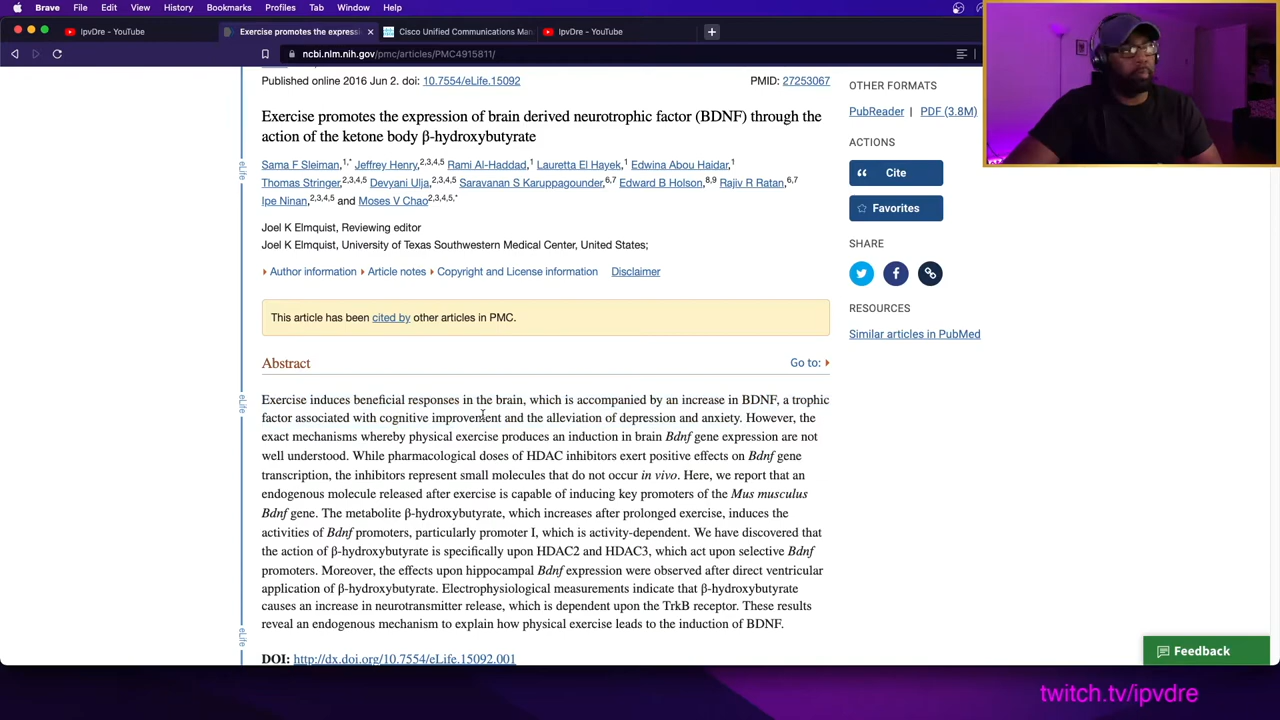 Brave File Edit View History Bookmarks Profiles Tab Window Help
IpvDre - YouTube
Exercise promotes the expressi
Cisco Unified Communications Man
IpvDre - YouTube
ncbi.nlm.nih.gov/pmc/articles/PMC4915811/
Published online 2016 Jun 2. doi: 10.7554/eLife.15092 PMID: 27253067
Exercise promotes the expression of brain derived neurotrophic factor (BDNF) through the
action of the ketone body β-hydroxybutyrate
Sama F Sleiman,1,* Jeffrey Henry,2,3,4,5 Rami Al-Haddad,1 Lauretta El Hayek,1 Edwina Abou Haidar,1
Thomas Stringer,2,3,4,5 Devyani Ulja,2,3,4,5 Saravanan S Karuppagounder,6,7 Edward B Holson,8,9 Rajiv R Ratan,6,7
Ipe Ninan,2,3,4,5 and Moses V Chao2,3,4,5,*
Joel K Elmquist, Reviewing editor
Joel K Elmquist, University of Texas Southwestern Medical Center, United States;
Author information Article notes Copyright and License information Disclaimer
This article has been cited by other articles in PMC.
Abstract Go to:
Exercise induces beneficial responses in the brain, which is accompanied by an increase in BDNF, a trophic
factor associated with cognitive improvement and the alleviation of depression and anxiety. However, the
exact mechanisms whereby physical exercise produces an induction in brain Bdnf gene expression are not
well understood. While pharmacological doses of HDAC inhibitors exert positive effects on Bdnf gene
transcription, the inhibitors represent small molecules that do not occur in vivo. Here, we report that an
endogenous molecule released after exercise is capable of inducing key promoters of the Mus musculus
Bdnf gene. The metabolite β-hydroxybutyrate, which increases after prolonged exercise, induces the
activities of Bdnf promoters, particularly promoter I, which is activity-dependent. We have discovered that
the action of β-hydroxybutyrate is specifically upon HDAC2 and HDAC3, which act upon selective Bdnf
promoters. Moreover, the effects upon hippocampal Bdnf expression were observed after direct ventricular
application of β-hydroxybutyrate. Electrophysiological measurements indicate that β-hydroxybutyrate
causes an increase in neurotransmitter release, which is dependent upon the TrkB receptor. These results
reveal an endogenous mechanism to explain how physical exercise leads to the induction of BDNF.
DOI: http://dx.doi.org/10.7554/eLife.15092.001
eLife
eLife
eLife
OTHER FORMATS
PubReader | PDF (3.8M)
ACTIONS
Cite
Favorites
SHARE
RESOURCES
Similar articles in PubMed
Feedback
twitch.tv/ipvdre